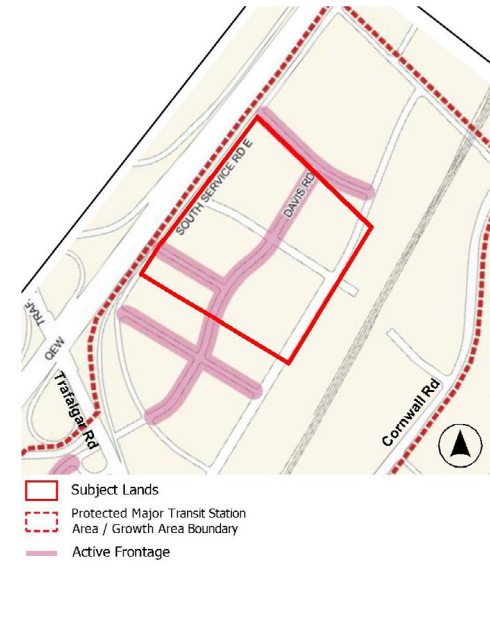 SOUTH SERVICE RD E
DAVIS RD
TRAF
QEW
Trafalgar Rd
Cornwall Rd
Subject Lands
Protected Major Transit Station
Area / Growth Area Boundary
Active Frontage